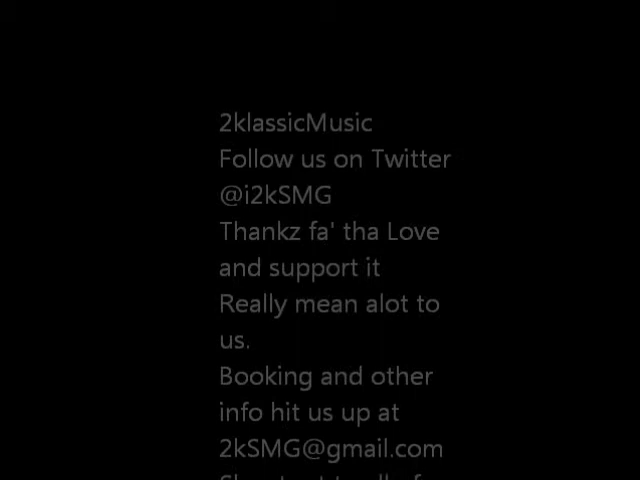 2klassicMusic
Follow us on Twitter
@i2kSMG
Thankz fa' tha Love
and support it
Really mean alot to
us.
Booking and other
info hit us up at
2kSMG@gmail.com